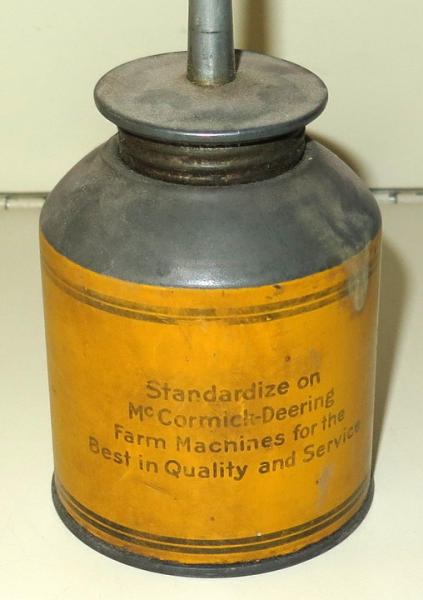 Standardize on
McCormick-Deering
Farm Machines for the
Best in Quality and Service